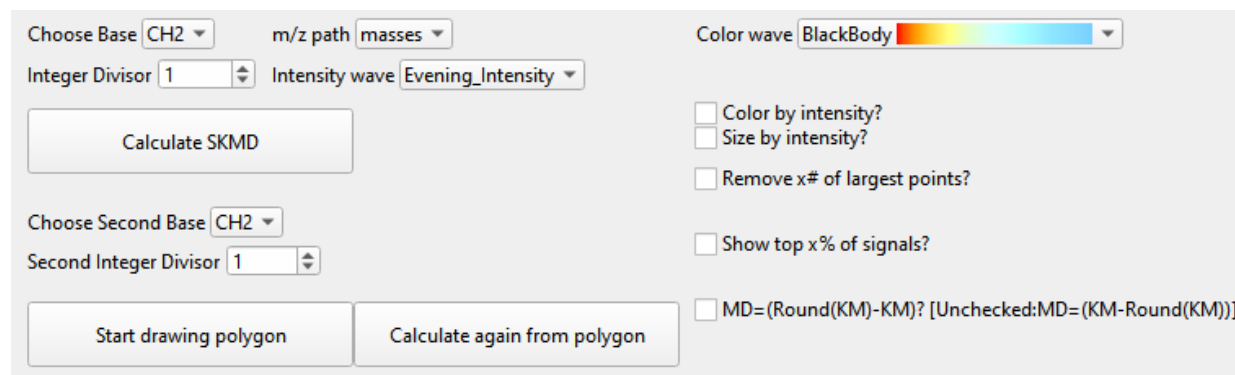 Choose Base CH2 m/z path masses Color wave BlackBody
Integer Divisor 1 Intensity wave Evening_Intensity
Color by intensity?
Calculate SKMD Size by intensity?
Remove x# of largest points?
Choose Second Base CH2
Show top x% of signals?
Second Integer Divisor 1
MD=(Round(KM)-KM)? [Unchecked:MD=(KM-Round(KM))]
Start drawing polygon Calculate again from polygon